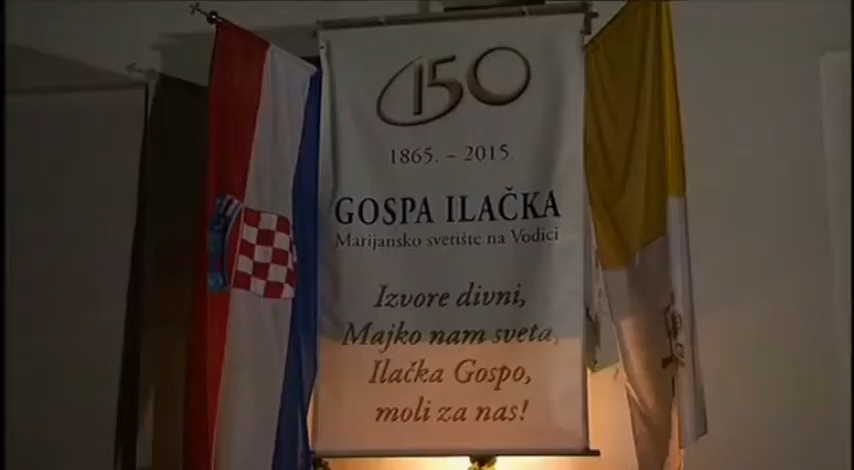 150
1865. – 2015.
GOSPA ILAČKA
Marijansko svetište na Vodici
Izvore divni,
Majko nam sveta,
Ilačka Gospo,
moli za nas!